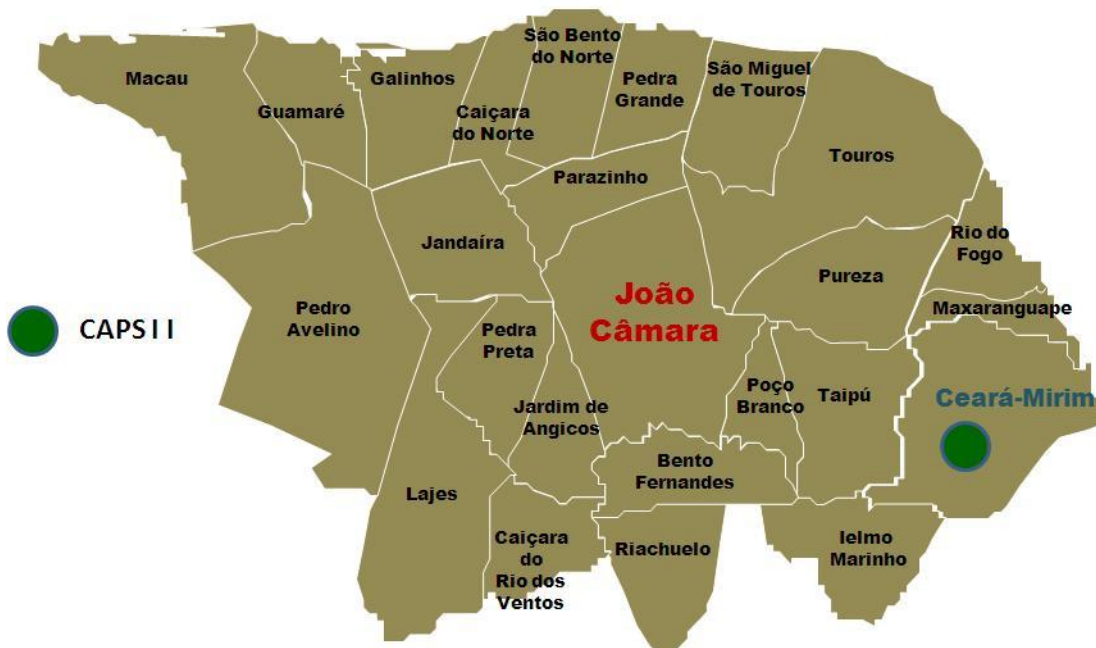 São Bento
do Norte
Macau
Guamaré
Galinhos
Caiçara
do Norte
Pedra
Grande
São Miguel
de Touros
Touros
Parazinho
Jandaíra
Rio do
Fogo
Pureza
Maxaranguape
Pedro
Avelino
João
Câmara
CAPS I I
Pedra
Preta
Jardim de
Angicos
Poço
Branco
Taipú
Ceará-Mirim
Bento
Fernandes
Lajes
Caiçara
do
Rio dos
Ventos
Riachuelo
Ielmo
Marinho